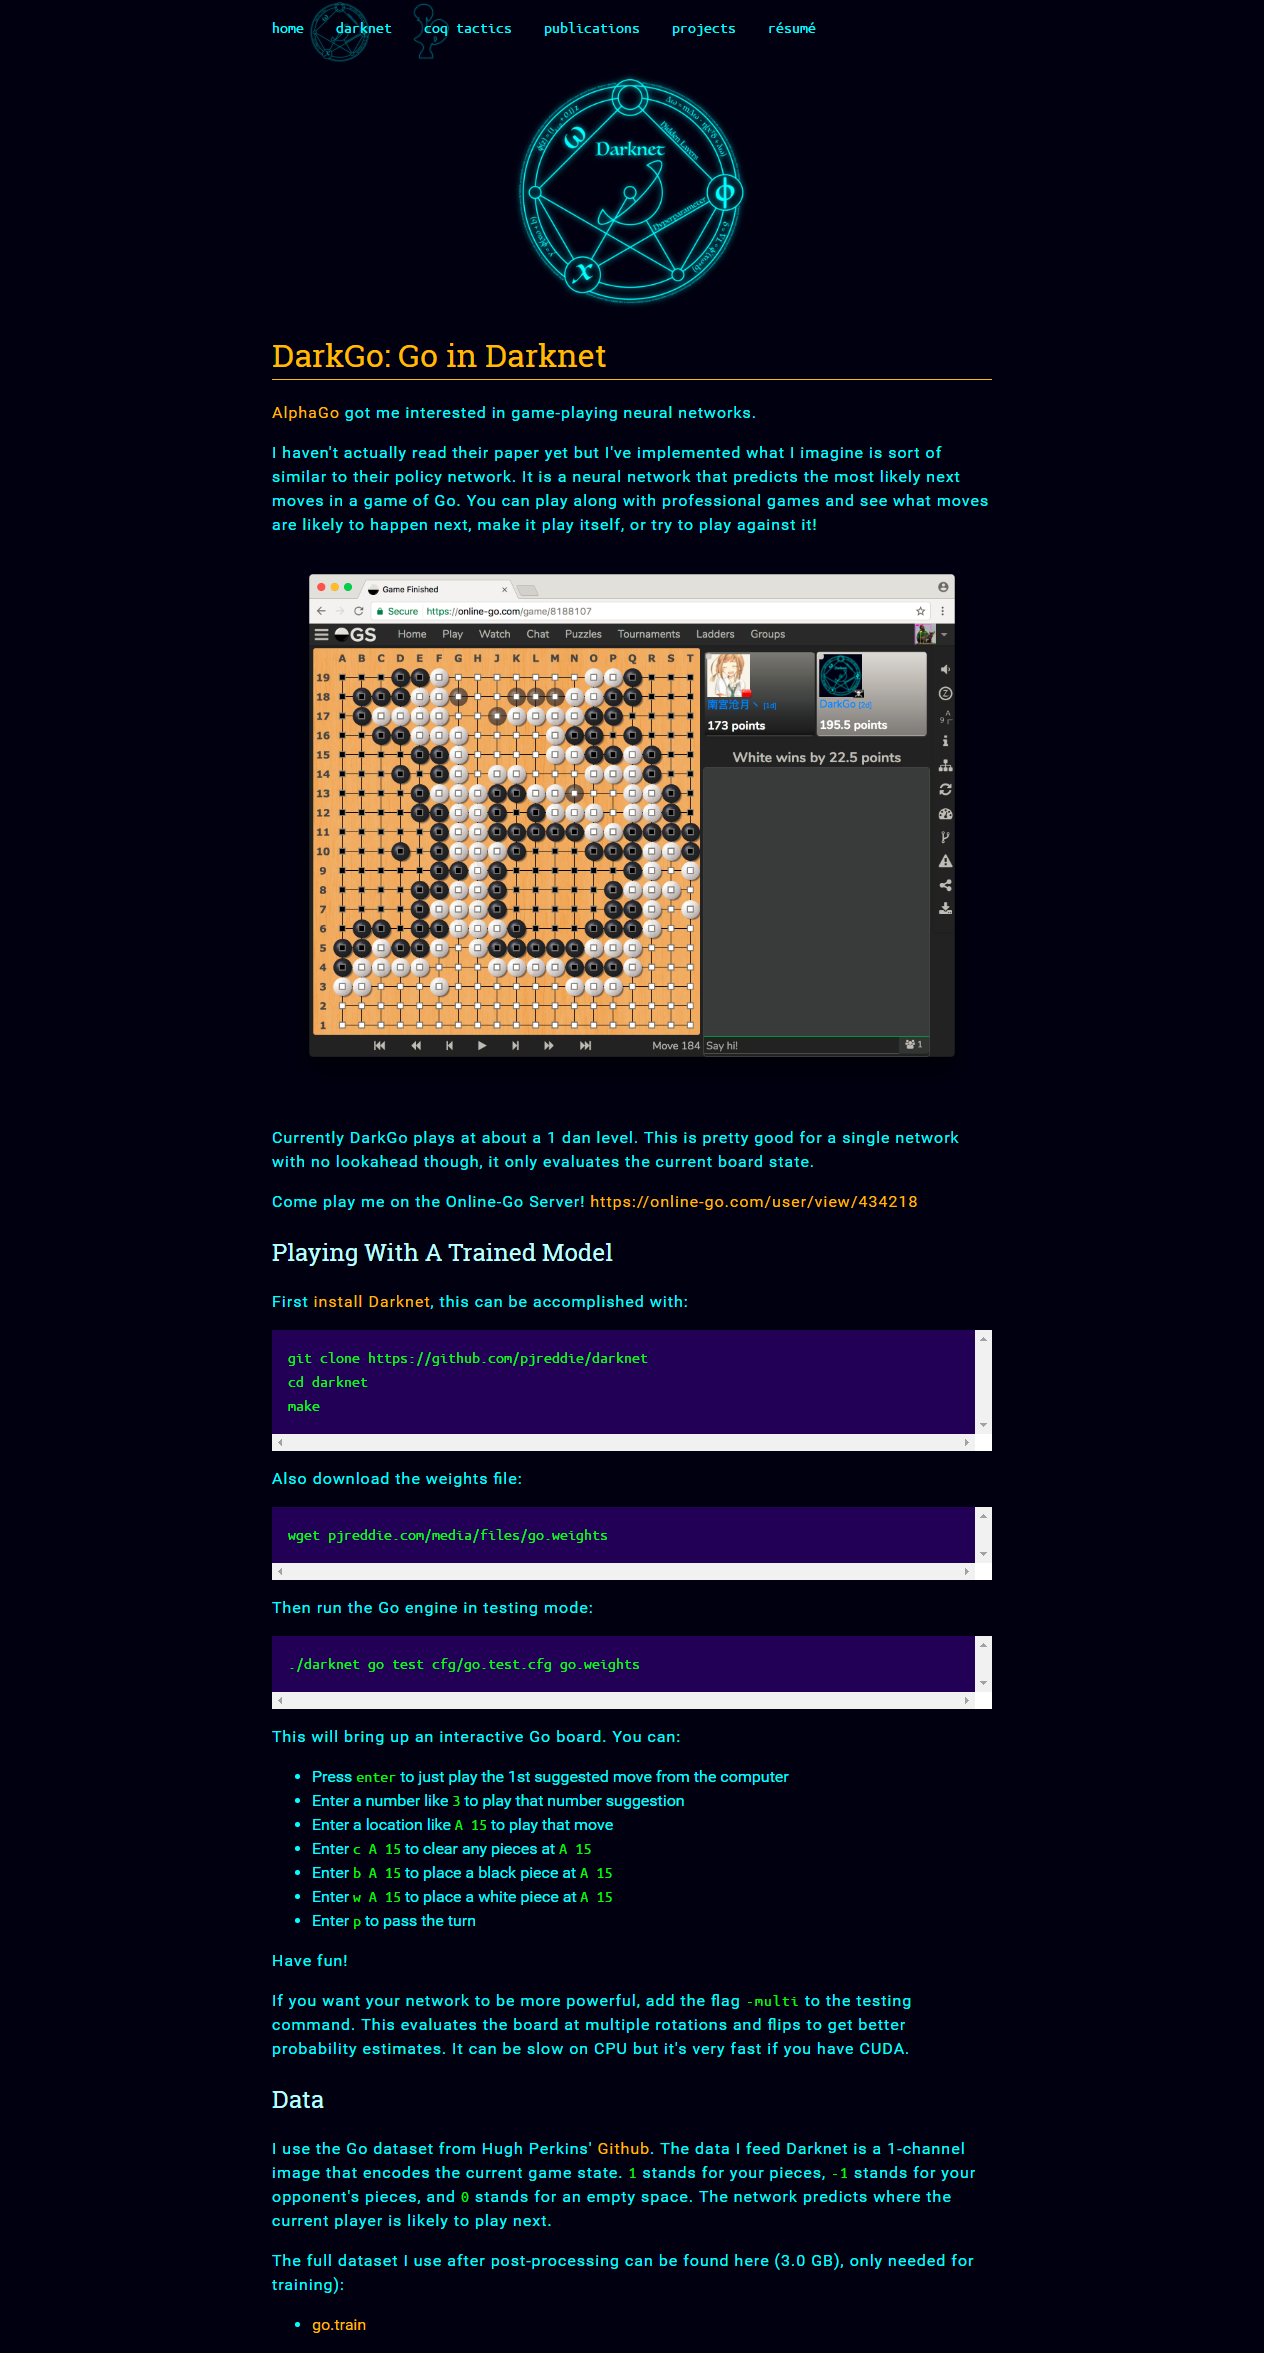 home darknet coq tactics publications projects résumé
Darknet
Hidden Layers
Hyperparameter
ω
ϕ
x
DarkGo: Go in Darknet
AlphaGo got me interested in game-playing neural networks.
I haven't actually read their paper yet but I've implemented what I imagine is sort of
similar to their policy network. It is a neural network that predicts the most likely next
moves in a game of Go. You can play along with professional games and see what moves
are likely to happen next, make it play itself, or try to play against it!
Game Finished
Secure https://online-go.com/game/8188107
OGS Home Play Watch Chat Puzzles Tournaments Ladders Groups
A B C D E F G H J K L M N O P Q R S T
19
18
17
16
15
14
13
12
11
10
9
8
7
6
5
4
3
2
1
A B C D E F G H J K L M N O P Q R S T
南宫沧月丶 [1d]
173 points
DarkGo [2d]
195.5 points
White wins by 22.5 points
Move 184
Say hi!
1
Currently DarkGo plays at about a 1 dan level. This is pretty good for a single network
with no lookahead though, it only evaluates the current board state.
Come play me on the Online-Go Server! https://online-go.com/user/view/434218
Playing With A Trained Model
First install Darknet, this can be accomplished with:
git clone https://github.com/pjreddie/darknet
cd darknet
make
Also download the weights file:
wget pjreddie.com/media/files/go.weights
Then run the Go engine in testing mode:
./darknet go test cfg/go.test.cfg go.weights
This will bring up an interactive Go board. You can:
• Press enter to just play the 1st suggested move from the computer
• Enter a number like 3 to play that number suggestion
• Enter a location like A 15 to play that move
• Enter c A 15 to clear any pieces at A 15
• Enter b A 15 to place a black piece at A 15
• Enter w A 15 to place a white piece at A 15
• Enter p to pass the turn
Have fun!
If you want your network to be more powerful, add the flag -multi to the testing
command. This evaluates the board at multiple rotations and flips to get better
probability estimates. It can be slow on CPU but it's very fast if you have CUDA.
Data
I use the Go dataset from Hugh Perkins' Github. The data I feed Darknet is a 1-channel
image that encodes the current game state. 1 stands for your pieces, -1 stands for your
opponent's pieces, and 0 stands for an empty space. The network predicts where the
current player is likely to play next.
The full dataset I use after post-processing can be found here (3.0 GB), only needed for
training):
• go.train